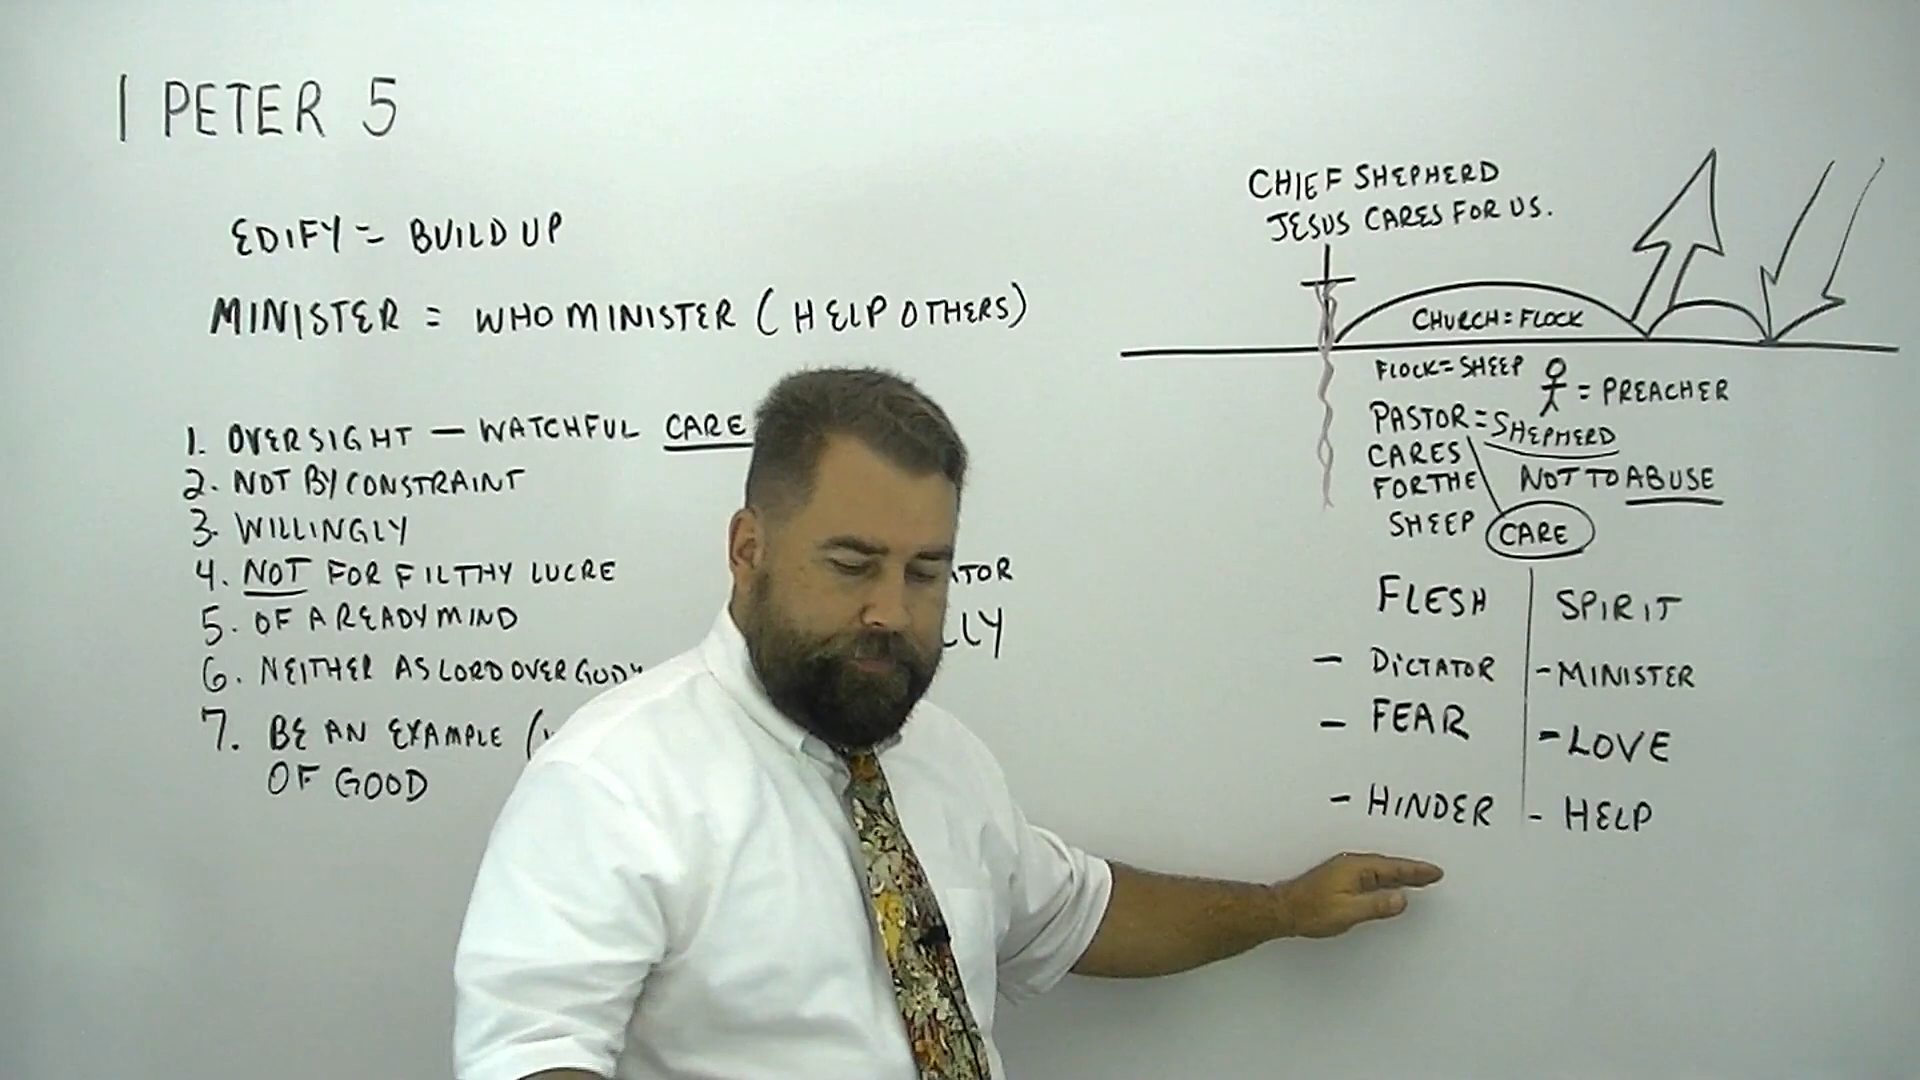 1 PETER 5
EDIFY = BUILD UP
MINISTER = WHO MINISTER (HELP OTHERS)
1. OVERSIGHT — WATCHFUL CARE
2. NOT BY CONSTRAINT
3. WILLINGLY
4. NOT FOR FILTHY LUCRE
5. OF A READY MIND
6. NEITHER AS LORD OVER
7. BE AN EXAMPLE (
OF GOOD
CHIEF SHEPHERD
JESUS CARES FOR US.
CHURCH = FLOCK
FLOCK = SHEEP
= PREACHER
PASTOR = SHEPHERD
CARES
FOR THE
SHEEP
NOT TO ABUSE
CARE
FLESH
SPIRIT
- DICTATOR
- MINISTER
- FEAR
- LOVE
- HINDER
- HELP